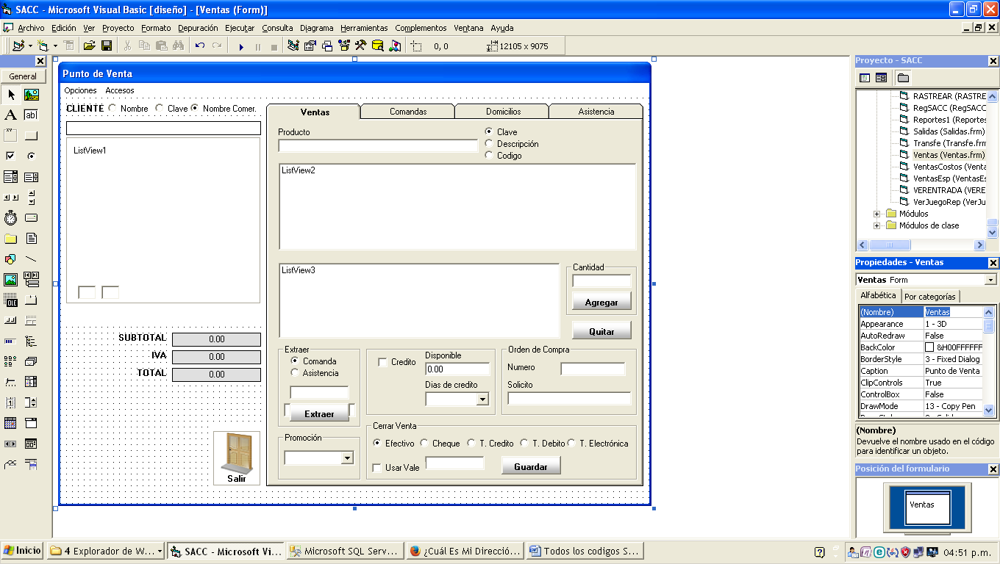 SACC - Microsoft Visual Basic [diseño] - [Ventas (Form)]
Archivo Edición Ver Proyecto Formato Depuración Ejecutar Consulta Diagrama Herramientas Complementos Ventana Ayuda
0, 0 12105 x 9075
General
Punto de Venta
Opciones Accesos
CLIENTE Nombre Clave Nombre Comer.
ListView1
SUBTOTAL 0.00
IVA 0.00
TOTAL 0.00
Salir
Ventas Comandas Domicilios Asistencia
Producto
Clave
Descripción
Codigo
ListView2
ListView3
Cantidad
Agregar
Quitar
Extraer
Comanda
Asistencia
Extraer
Credito
Disponible
0.00
Dias de credito
Orden de Compra
Numero
Solicito
Promoción
Cerrar Venta
Efectivo Cheque T. Credito T. Debito T. Electrónica
Usar Vale
Guardar
Proyecto - SACC
RASTREAR (RASTRE
RegSACC (RegSACC
Reportes1 (Reportes
Salidas (Salidas.frm)
Transfe (Transfe.frm
Ventas (Ventas.frm)
VentasCostos (Venta
VentasEsp (VentasEs
VERENTRADA (VERE
VerJuegoRep (VerJu
Módulos
Módulos de clase
Propiedades - Ventas
Ventas Form
Alfabética Por categorías
(Nombre) Ventas
Appearance 1 - 3D
AutoRedraw False
BackColor &H00FFFFFF
BorderStyle 3 - Fixed Dialog
Caption Punto de Venta
ClipControls True
ControlBox False
DrawMode 13 - Copy Pen
(Nombre)
Devuelve el nombre usado en el código
para identificar un objeto.
Posición del formulario
Ventas
Inicio 4 Explorador de W... SACC - Microsoft Vi... Microsoft SQL Serv... ¿Cuál Es Mi Direcció... Todos los codigos S... 04:51 p.m.